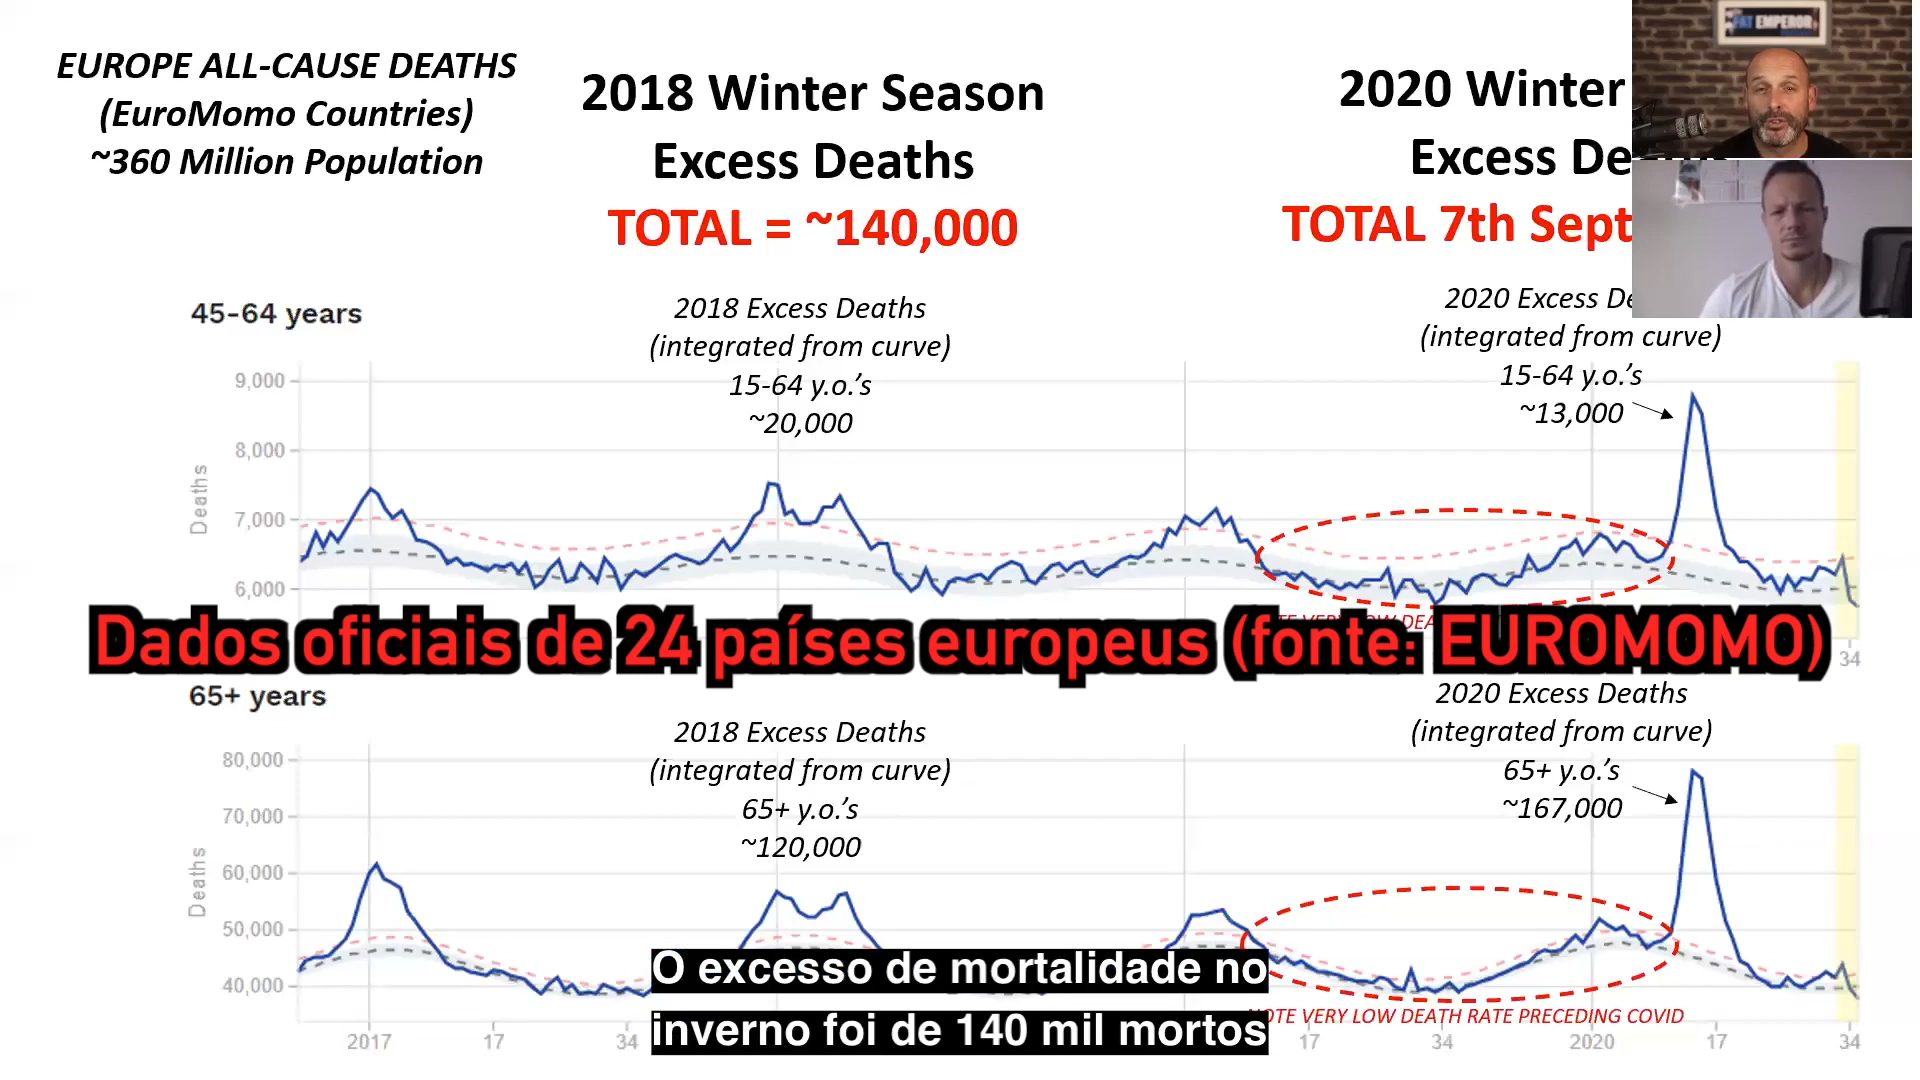 EUROPE ALL-CAUSE DEATHS
(EuroMomo Countries)
~360 Million Population
2018 Winter Season
Excess Deaths
TOTAL = ~140,000
2020 Winter
Excess
TOTAL 7th Sept
FAT EMPEROR
45-64 years
2018 Excess Deaths
(integrated from curve)
15-64 y.o.'s
~20,000
2020 Excess
(integrated from curve)
15-64 y.o.'s
~13,000
9,000
8,000
7,000
6,000
Deaths
Dados oficiais de 24 países europeus (fonte: EUROMOMO)
34
65+ years
2018 Excess Deaths
(integrated from curve)
65+ y.o.'s
~120,000
2020 Excess Deaths
(integrated from curve)
65+ y.o.'s
~167,000
80,000
70,000
60,000
50,000
40,000
Deaths
O excesso de mortalidade no
inverno foi de 140 mil mortos
NOTE VERY LOW DEATH RATE PRECEDING COVID
2017 17 34 17 34 2020 17 34